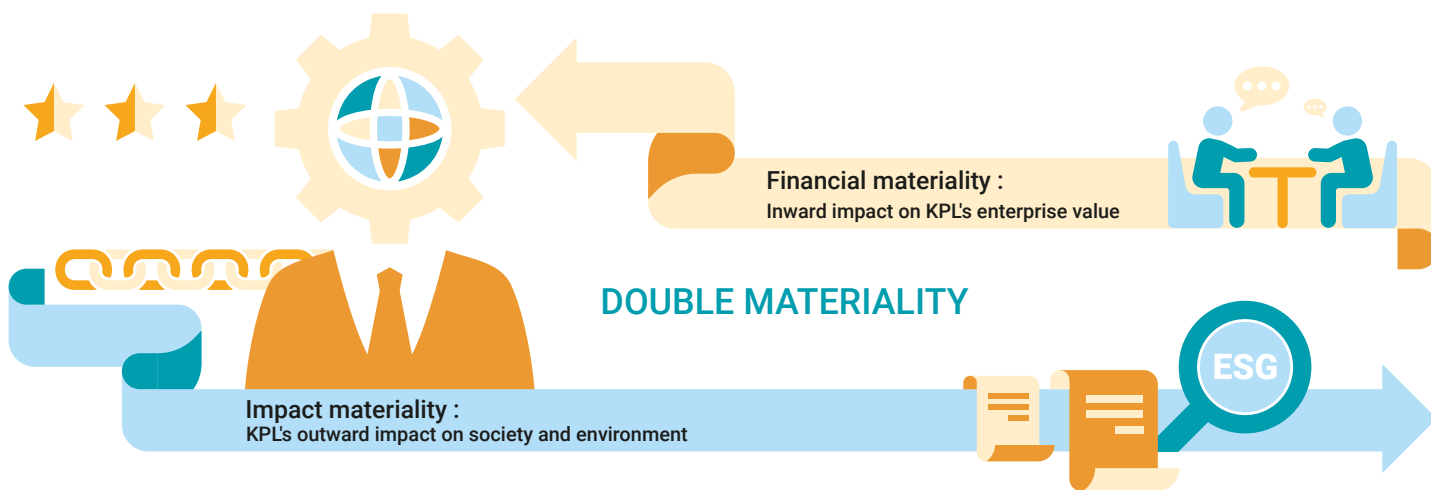 Financial materiality :
Inward impact on KPL's enterprise value
DOUBLE MATERIALITY
ESG
Impact materiality :
KPL's outward impact on society and environment